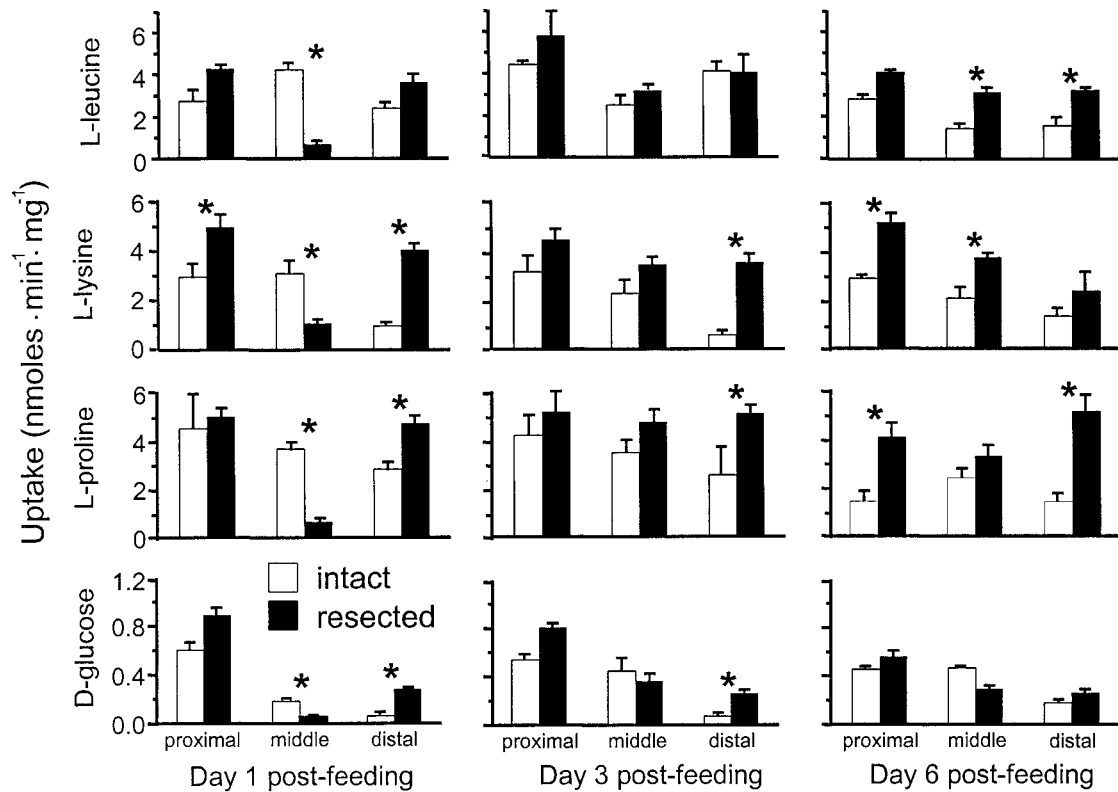 Uptake (nmoles · min⁻¹ · mg⁻¹)
L-leucine
6
4
2
0
*
*
*
L-lysine
6
4
2
0
*
*
*
*
*
*
L-proline
6
4
2
0
*
*
*
*
*
D-glucose
1.2
0.8
0.4
0.0
intact
resected
*
*
*
proximal middle distal
proximal middle distal
proximal middle distal
Day 1 post-feeding
Day 3 post-feeding
Day 6 post-feeding